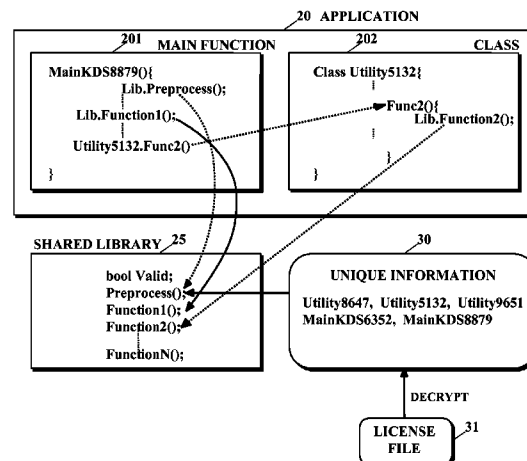 20 APPLICATION
201
MAIN FUNCTION
MainKDS8879(){
Lib.Preprocess();
Lib.Function1();
Utility5132.Func2()
}
202
CLASS
Class Utility5132{
Func2(){
Lib.Function2();
}
}
SHARED LIBRARY
25
bool Valid;
Preprocess();
Function1();
Function2();
FunctionN();
30
UNIQUE INFORMATION
Utility8647, Utility5132, Utility9651
MainKDS6352, MainKDS8879
DECRYPT
31
LICENSE
FILE